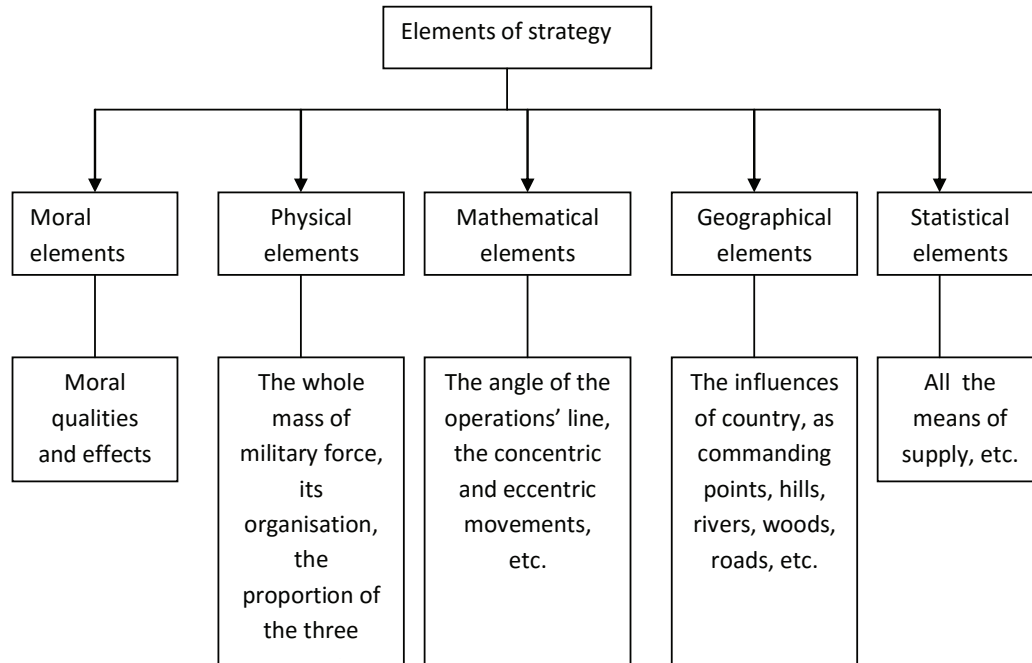 Elements of strategy
Moral
elements
Physical
elements
Mathematical
elements
Geographical
elements
Statistical
elements
Moral
qualities
and effects
The whole
mass of
military force,
its
organisation,
the
proportion of
the three
The angle of the
operations’ line,
the concentric
and eccentric
movements,
etc.
The influences
of country, as
commanding
points, hills,
rivers, woods,
roads, etc.
All the
means of
supply, etc.